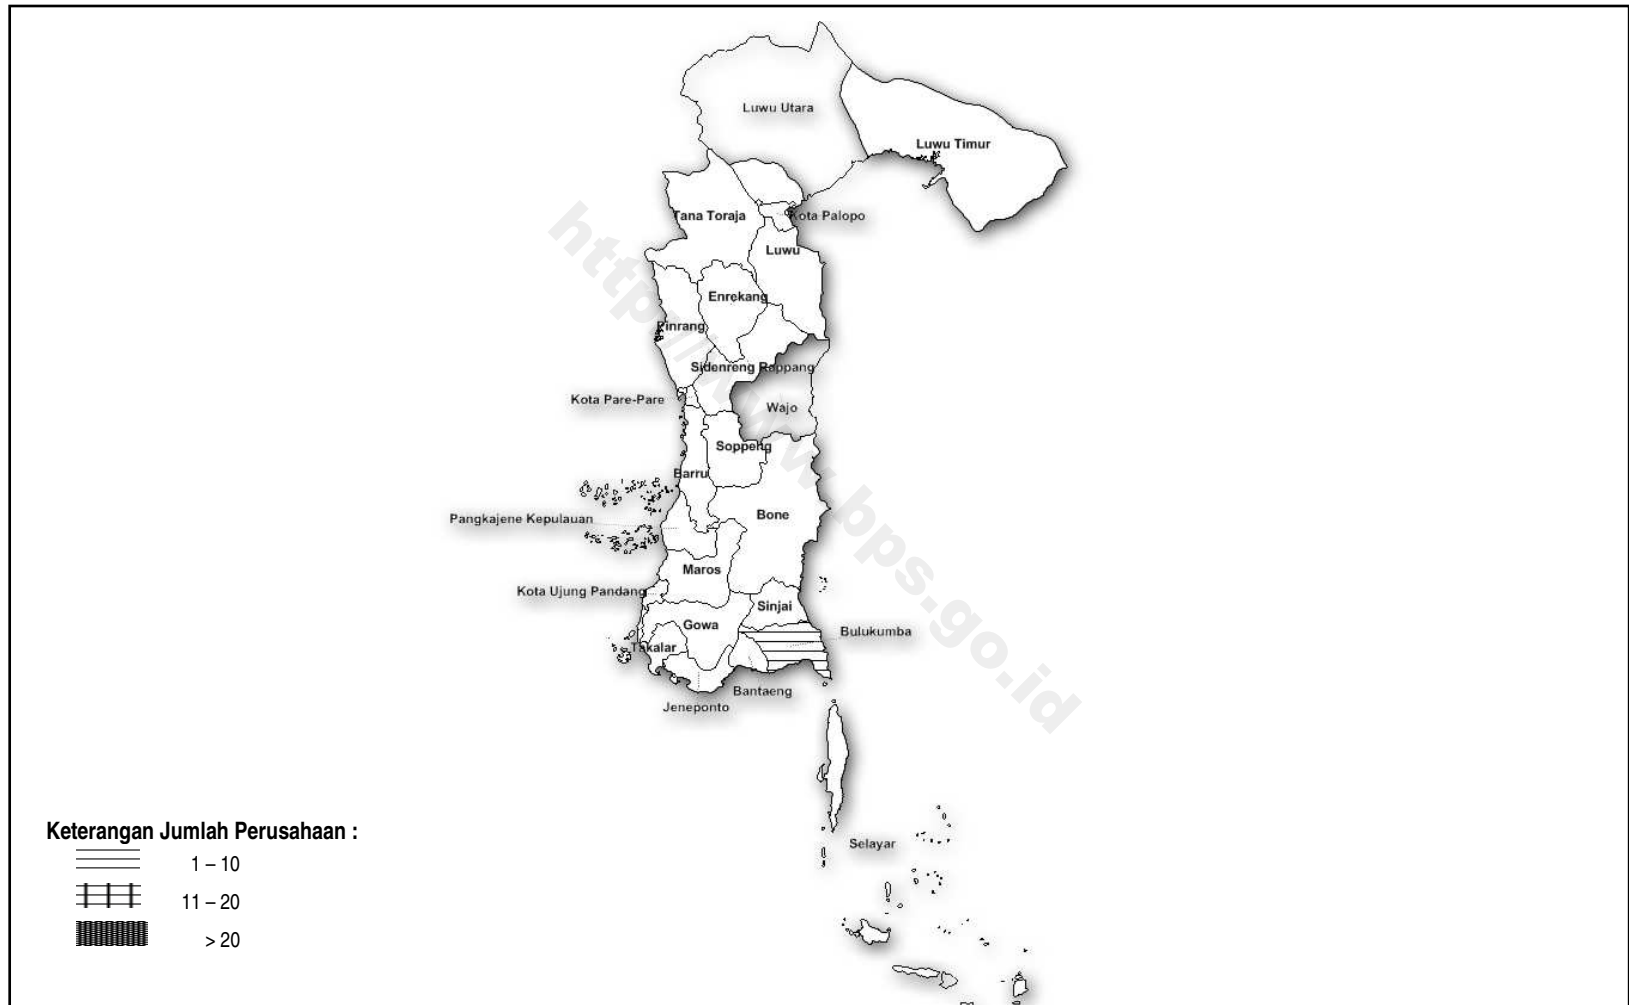 Luwu Utara
Luwu Timur
Tana Toraja
Kota Palopo
Luwu
Enrekang
Pinrang
Sidenreng Rappang
Kota Pare-Pare
Wajo
Soppeng
Barru
Pangkajene Kepulauan
Bone
Maros
Kota Ujung Pandang
Sinjai
Gowa
Bulukumba
Takalar
Bantaeng
Jeneponto
Selayar
http://www.bps.go.id
Keterangan Jumlah Perusahaan :
1 – 10
11 – 20
> 20